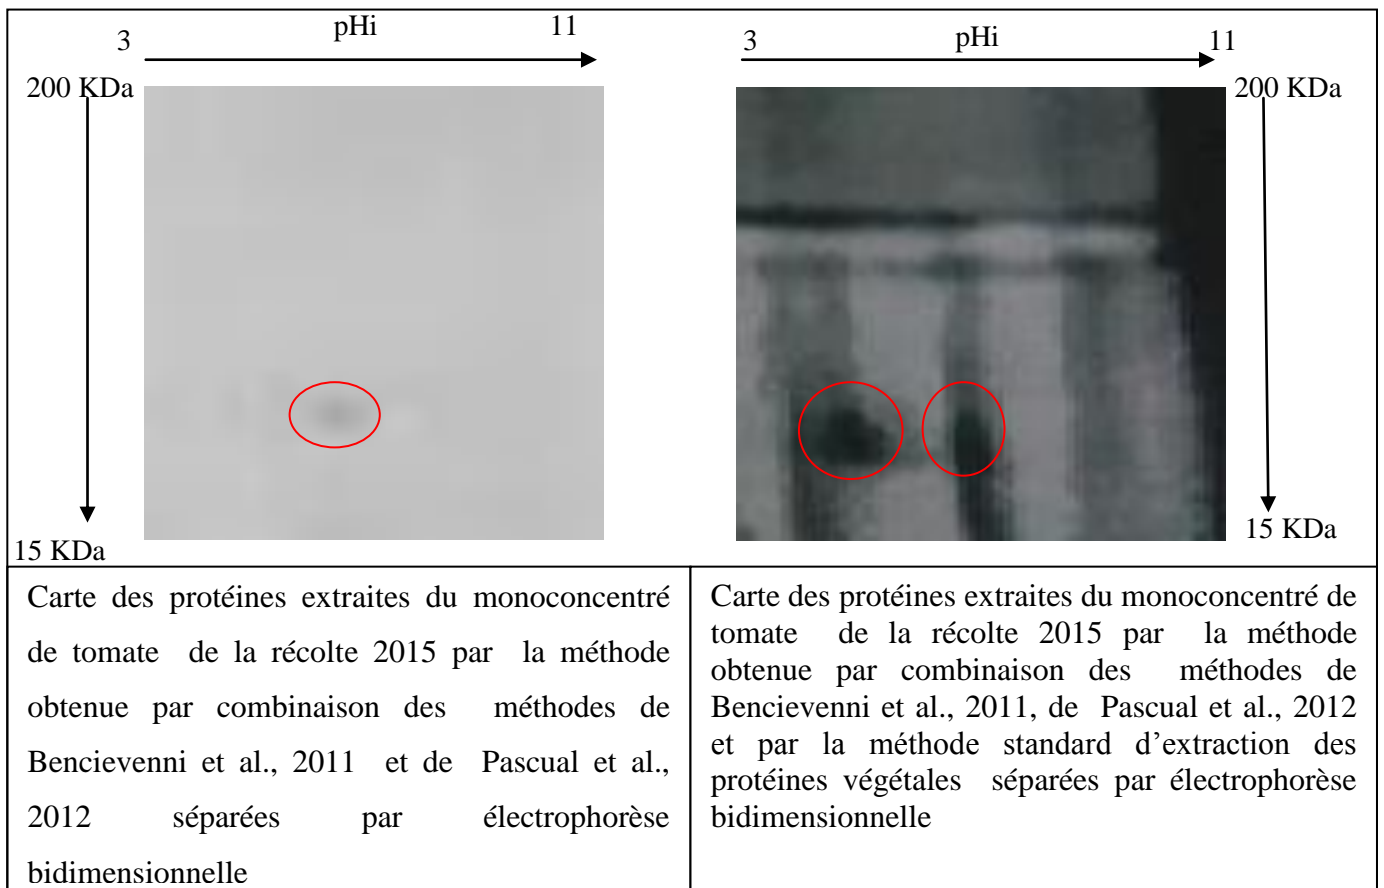 3 pHi 11
200 KDa
15 KDa
3 pHi 11
200 KDa
15 KDa
Carte des protéines extraites du monoconcentré
de tomate de la récolte 2015 par la méthode
obtenue par combinaison des méthodes de
Bencievenni et al., 2011 et de Pascual et al.,
2012 séparées par électrophorèse
bidimensionnelle
Carte des protéines extraites du monoconcentré de
tomate de la récolte 2015 par la méthode
obtenue par combinaison des méthodes de
Bencievenni et al., 2011, de Pascual et al., 2012
et par la méthode standard d’extraction des
protéines végétales séparées par électrophorèse
bidimensionnelle